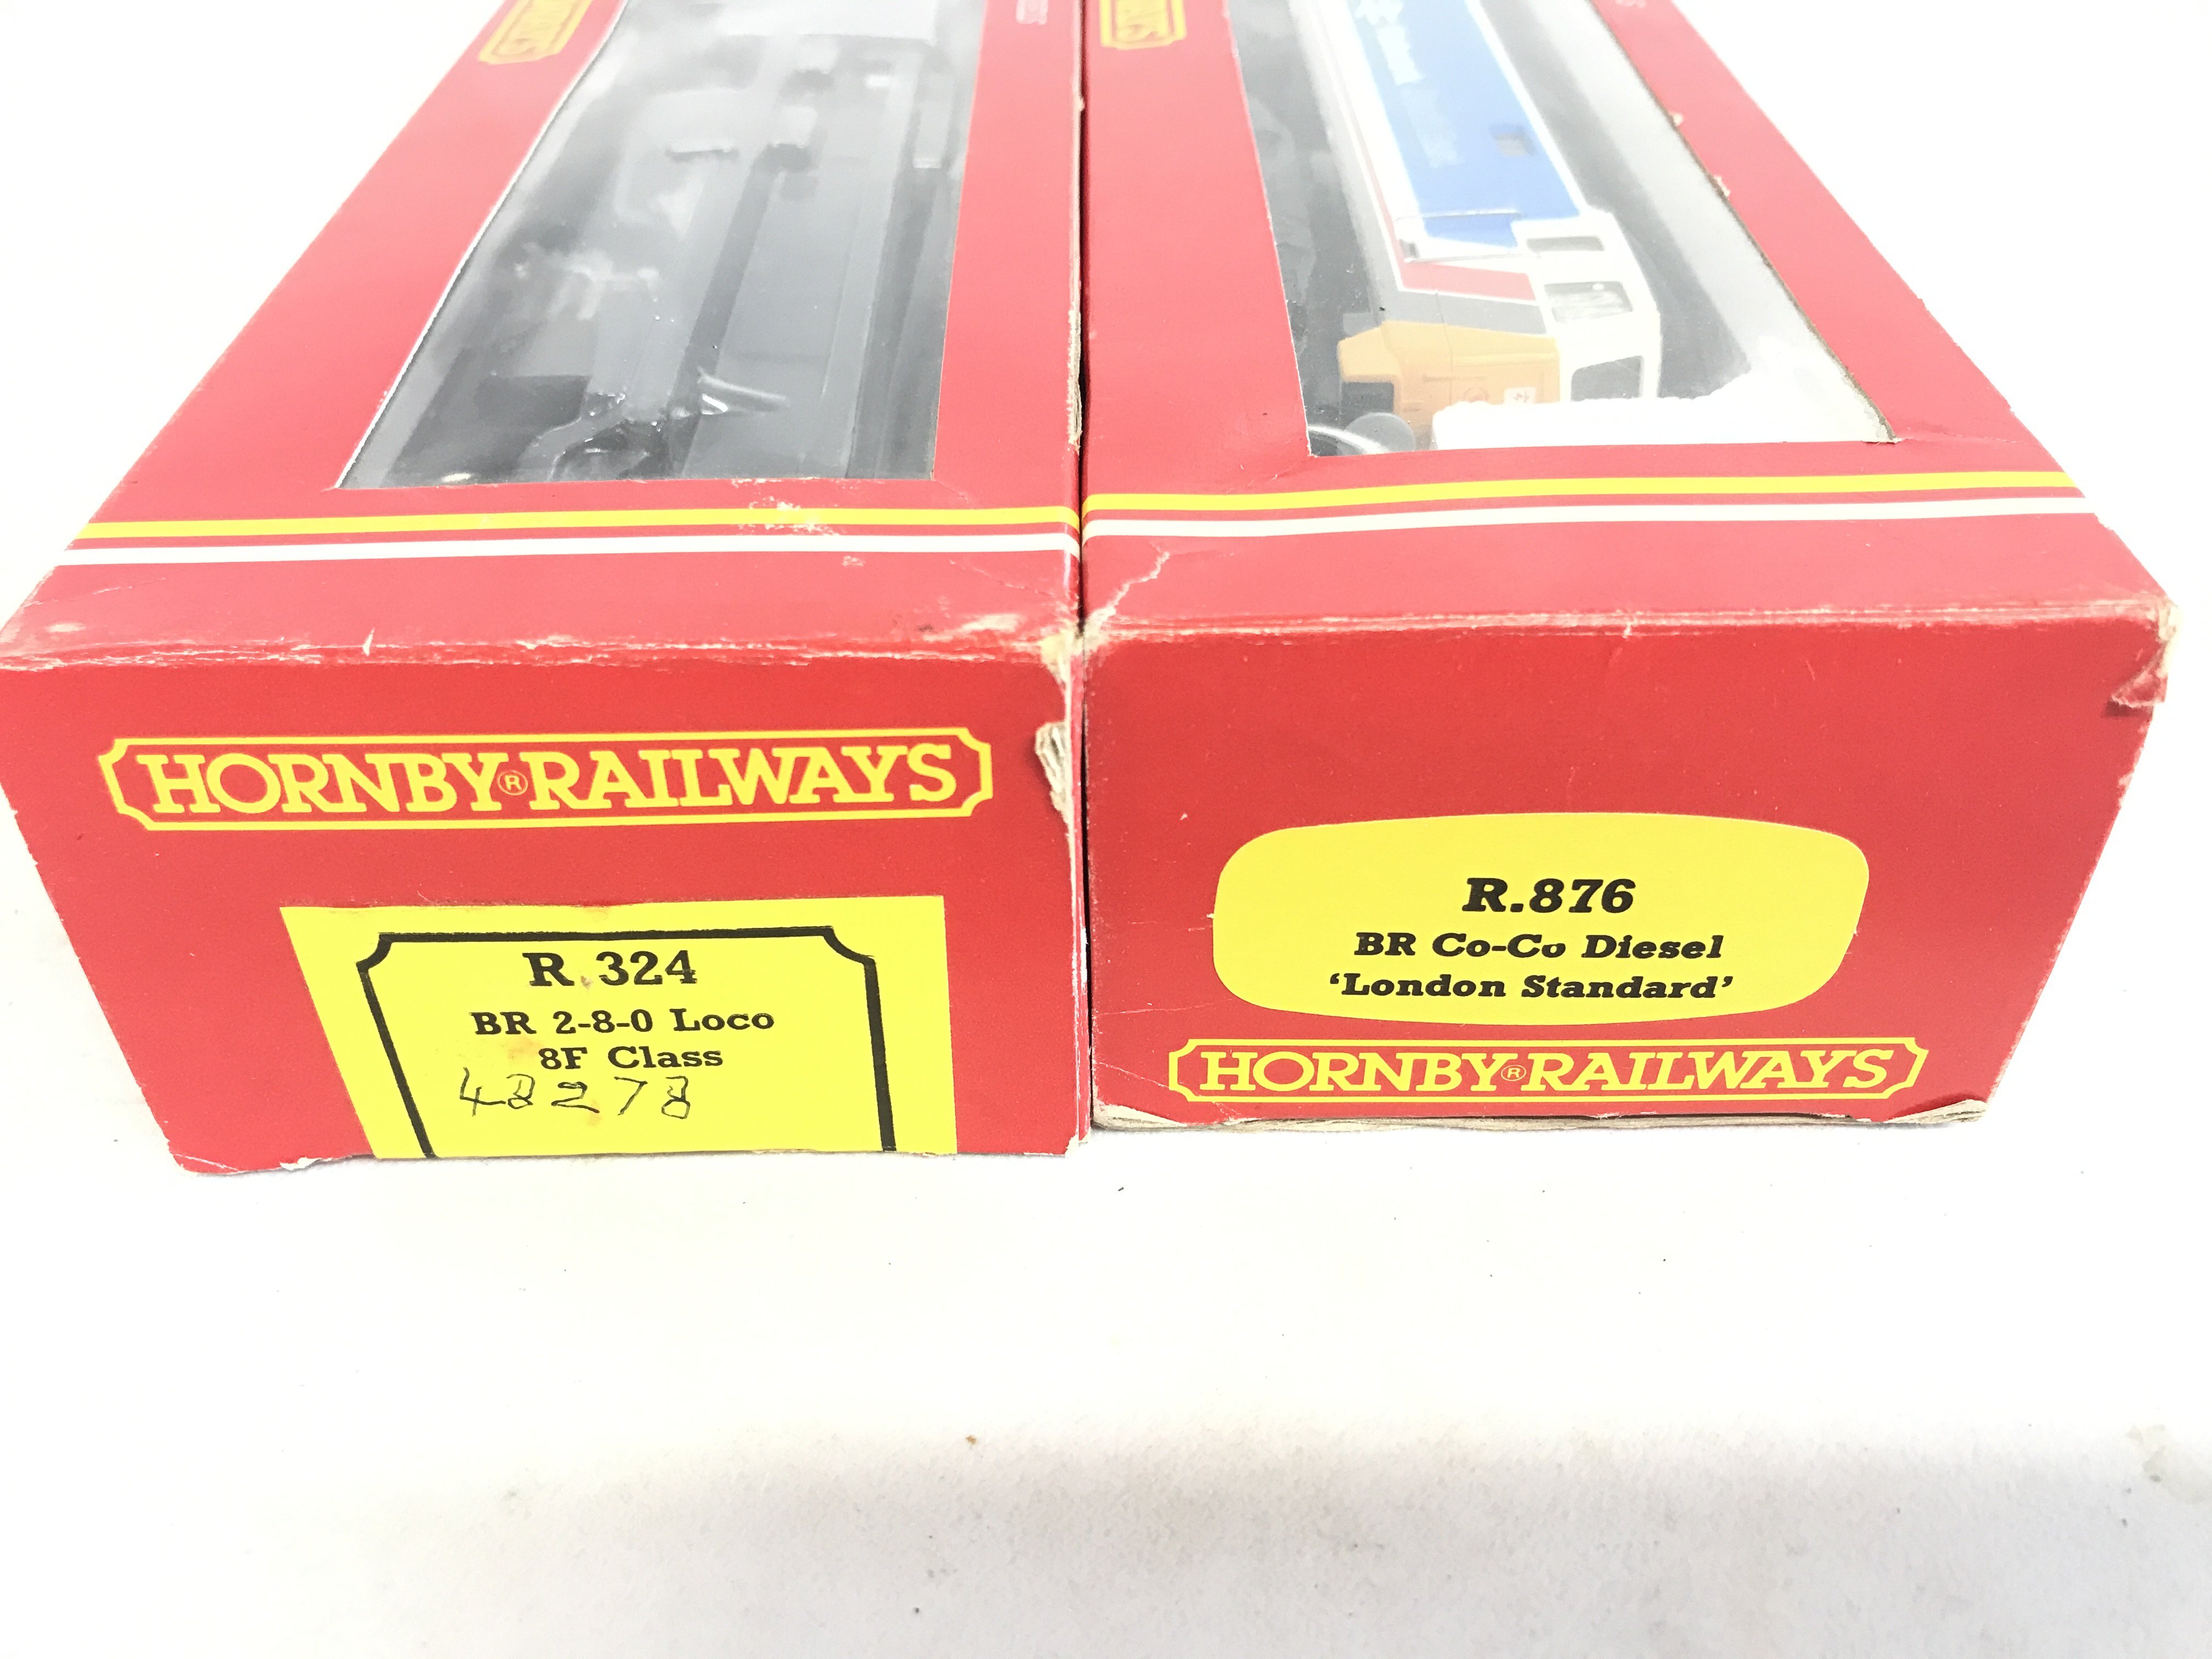 HORNBY®RAILWAYS
R.324
BR 2-8-0 Loco
8F Class
48278
R.876
BR Co-Co Diesel
‘London Standard’
HORNBY®RAILWAYS